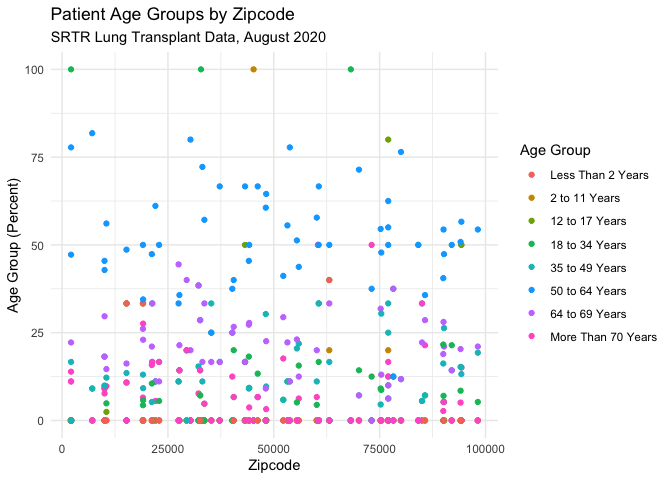 Patient Age Groups by Zipcode
SRTR Lung Transplant Data, August 2020
100
75
50
25
0
Age Group (Percent)
0 25000 50000 75000 100000
Zipcode
Age Group
Less Than 2 Years
2 to 11 Years
12 to 17 Years
18 to 34 Years
35 to 49 Years
50 to 64 Years
64 to 69 Years
More Than 70 Years